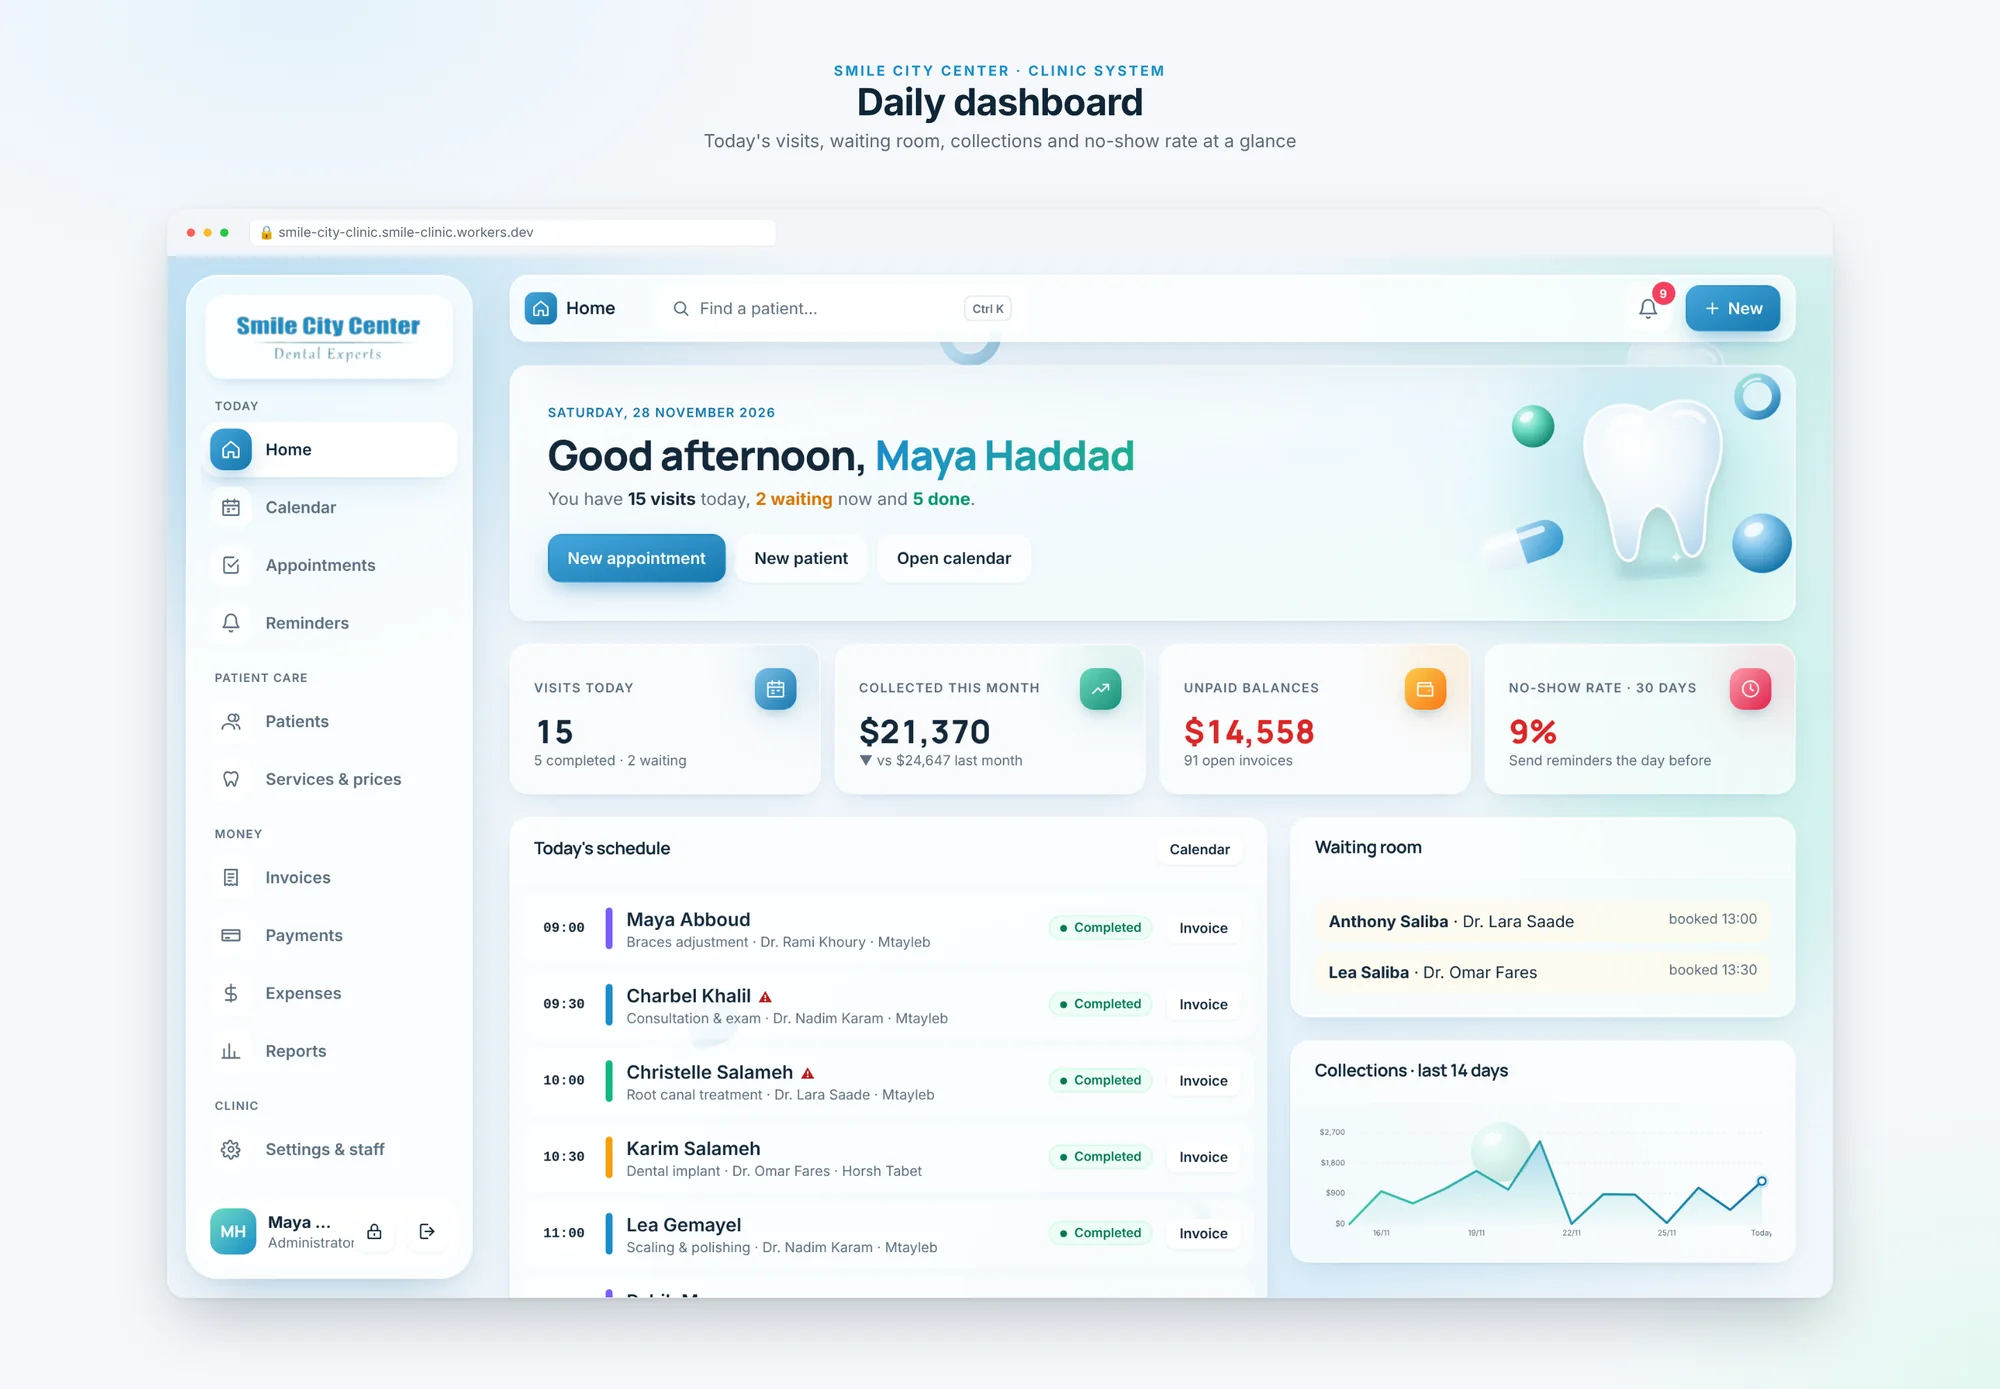 SMILE CITY CENTER · CLINIC SYSTEM
Daily dashboard
Today's visits, waiting room, collections and no-show rate at a glance
smile-city-clinic.smile-clinic.workers.dev
Smile City Center
Dental Experts
TODAY
Home
Calendar
Appointments
Reminders
PATIENT CARE
Patients
Services & prices
MONEY
Invoices
Payments
Expenses
Reports
CLINIC
Settings & staff
MH
Maya ...
Administrator
Home
Find a patient...
Ctrl K
9
+ New
SATURDAY, 28 NOVEMBER 2026
Good afternoon, Maya Haddad
You have 15 visits today, 2 waiting now and 5 done.
New appointment
New patient
Open calendar
VISITS TODAY
15
5 completed · 2 waiting
COLLECTED THIS MONTH
$21,370
▼ vs $24,647 last month
UNPAID BALANCES
$14,558
91 open invoices
NO-SHOW RATE · 30 DAYS
9%
Send reminders the day before
Today's schedule
Calendar
09:00
Maya Abboud
Braces adjustment · Dr. Rami Khoury · Mtayleb
Completed
Invoice
09:30
Charbel Khalil
Consultation & exam · Dr. Nadim Karam · Mtayleb
Completed
Invoice
10:00
Christelle Salameh
Root canal treatment · Dr. Lara Saade · Mtayleb
Completed
Invoice
10:30
Karim Salameh
Dental implant · Dr. Omar Fares · Horsh Tabet
Completed
Invoice
11:00
Lea Gemayel
Scaling & polishing · Dr. Nadim Karam · Mtayleb
Completed
Invoice
Waiting room
Anthony Saliba · Dr. Lara Saade
booked 13:00
Lea Saliba · Dr. Omar Fares
booked 13:30
Collections · last 14 days
$2,700
$1,800
$900
$0
16/11
19/11
22/11
25/11
Today